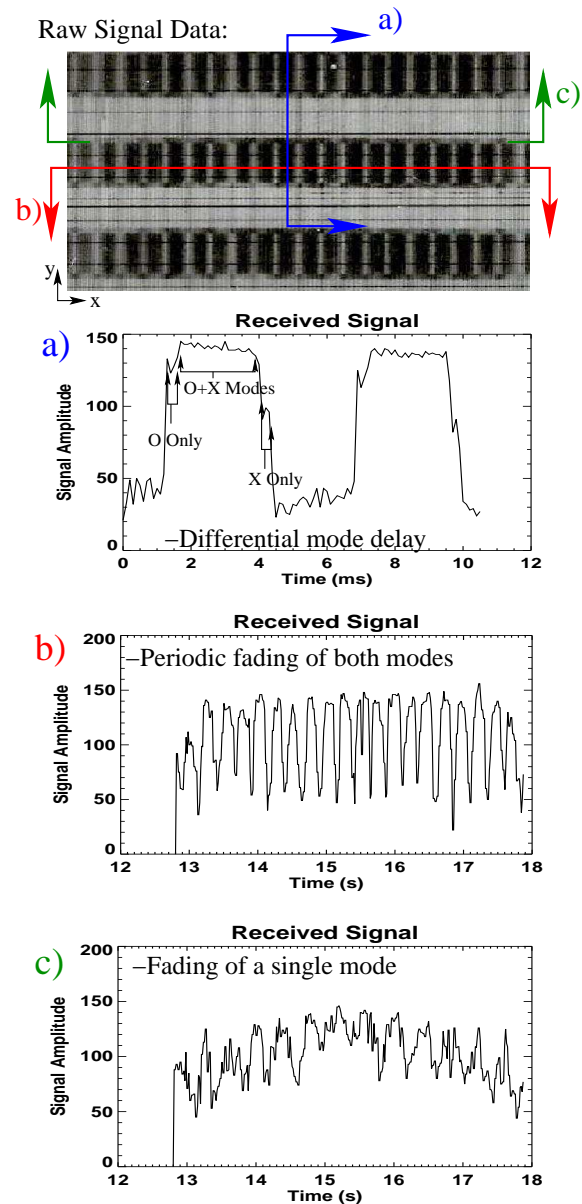 Raw Signal Data:
a)
c)
b)
y
x
a)
Received Signal
Signal Amplitude
150
100
50
0
O+X Modes
O Only
X Only
−Differential mode delay
0 2 4 6 8 10 12
Time (ms)
b)
Received Signal
Signal Amplitude
200
150
100
50
0
−Periodic fading of both modes
12 13 14 15 16 17 18
Time (s)
c)
Received Signal
Signal Amplitude
200
150
100
50
0
−Fading of a single mode
12 13 14 15 16 17 18
Time (s)